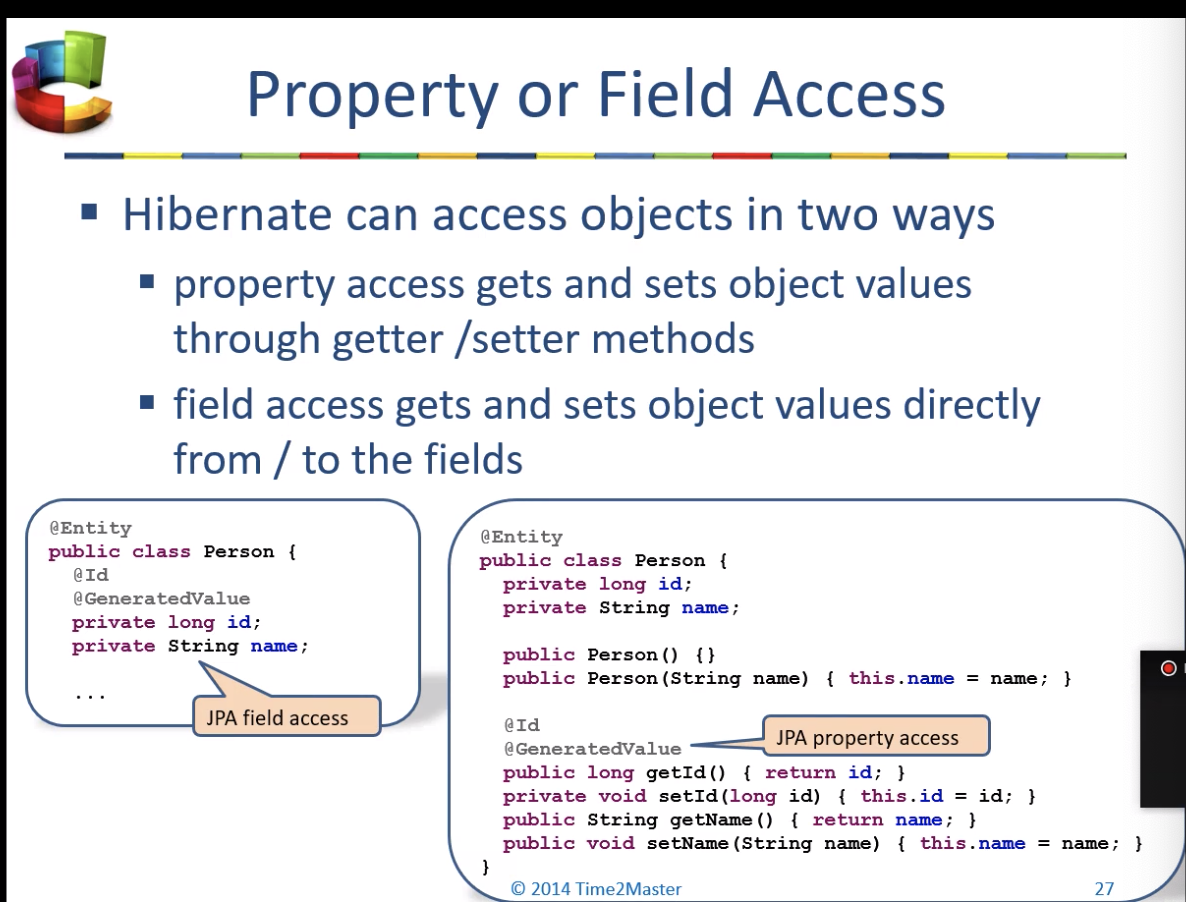 Property or Field Access
▪ Hibernate can access objects in two ways
▪ property access gets and sets object values
through getter /setter methods
▪ field access gets and sets object values directly
from / to the fields
@Entity
public class Person {
@Id
@GeneratedValue
private long id;
private String name;
...
JPA field access
@Entity
public class Person {
private long id;
private String name;
public Person() {}
public Person(String name) { this.name = name; }
@Id
@GeneratedValue
JPA property access
public long getId() { return id; }
private void setId(long id) { this.id = id; }
public String getName() { return name; }
public void setName(String name) { this.name = name; }
}
© 2014 Time2Master
27